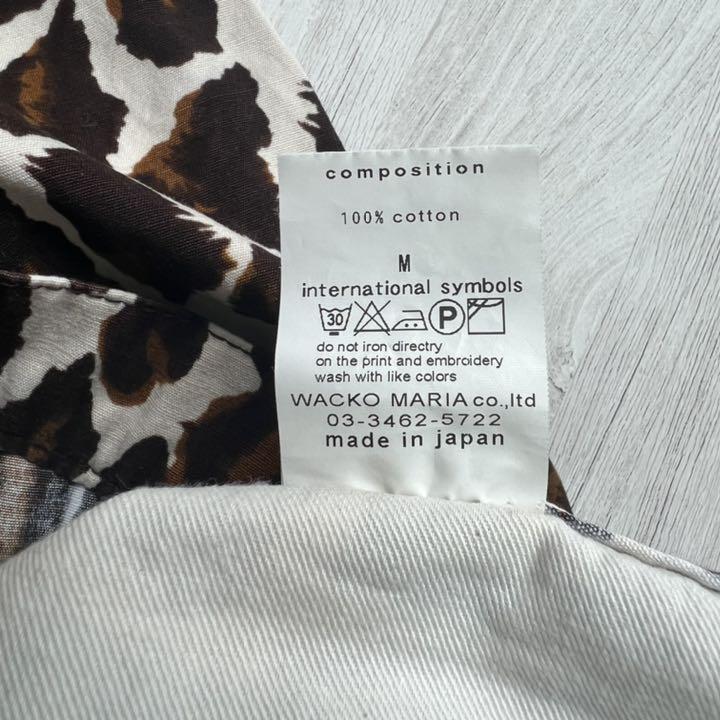 composition
100% cotton
M
international symbols
30 P
do not iron directry
on the print and embroidery
wash with like colors
WACKO MARIA co.,ltd
03-3462-5722
made in japan